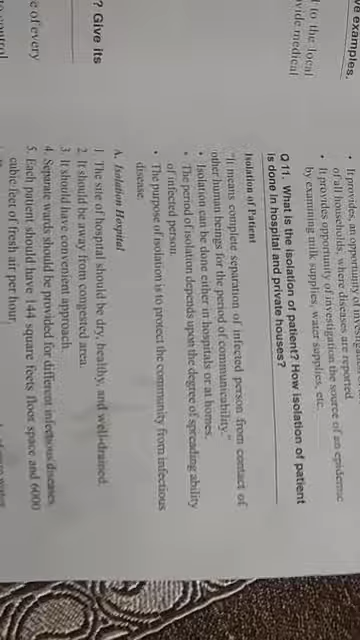 ve examples.
l to the local
vide medical
? Give its
e of every
• It provides, an opportunity
of all households, where diseases are reported.
• It provides opportunity of investigation the source of an epidemic
by examining milk supplies, water supplies, etc.
Q 11. What is the isolation of patient? How isolation of patient
is done in hospital and private houses?
Isolation of Patient
"It means complete separation of infected person from contact of
other human beings for the period of communicability."
• Isolation can be done either in hospitals or at homes.
• The period of isolation depends upon the degree of spreading ability
of infected person.
• The purpose of isolation is to protect the community from infectious
disease.
A. Isolation Hospital
1 The site of hospital should be dry, healthy, and well-drained.
2. It should be away from congested area.
3. It should have convenient approach.
4. Separate wards should be provided for different infectious diseases.
5. Each patient should have 144 square feets floor space and 6000
cubic feet of fresh air per hour.